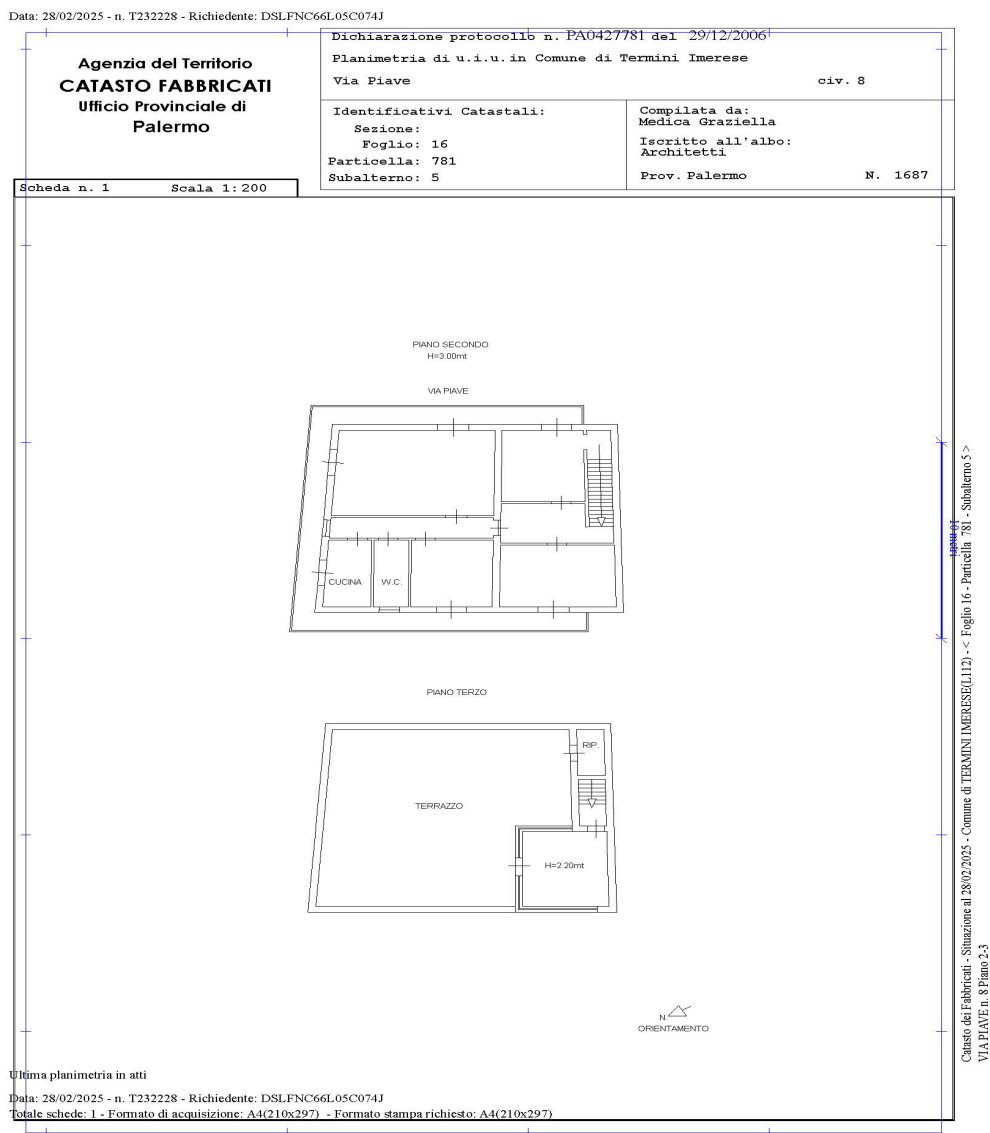 Data: 28/02/2025 - n. T232228 - Richiedente: DSLFNC66L05C074J
Agenzia del Territorio
CATASTO FABBRICATI
Ufficio Provinciale di
Palermo
Dichiarazione protocollo n. PA0427781 del 29/12/2006
Planimetria di u.i.u. in Comune di Termini Imerese
Via Piave civ. 8
Identificativi Catastali:
Sezione:
Foglio: 16
Particella: 781
Subalterno: 5
Compilata da:
Medica Graziella
Iscritto all'albo:
Architetti
Prov. Palermo N. 1687
Scheda n. 1 Scala 1:200
PIANO SECONDO
H=3.00mt
VIA PIAVE
CUCINA
W.C.
PIANO TERZO
RIP.
TERRAZZO
H=2.20mt
N.
ORIENTAMENTO
10 metri
Catasto dei Fabbricati - Situazione al 28/02/2025 - Comune di TERMINI IMERESE(L112) - < Foglio 16 - Particella 781 - Subalterno 5 >
VIA PIAVE n. 8 Piano 2-3
Ultima planimetria in atti
Data: 28/02/2025 - n. T232228 - Richiedente: DSLFNC66L05C074J
Totale schede: 1 - Formato di acquisizione: A4(210x297) - Formato stampa richiesto: A4(210x297)